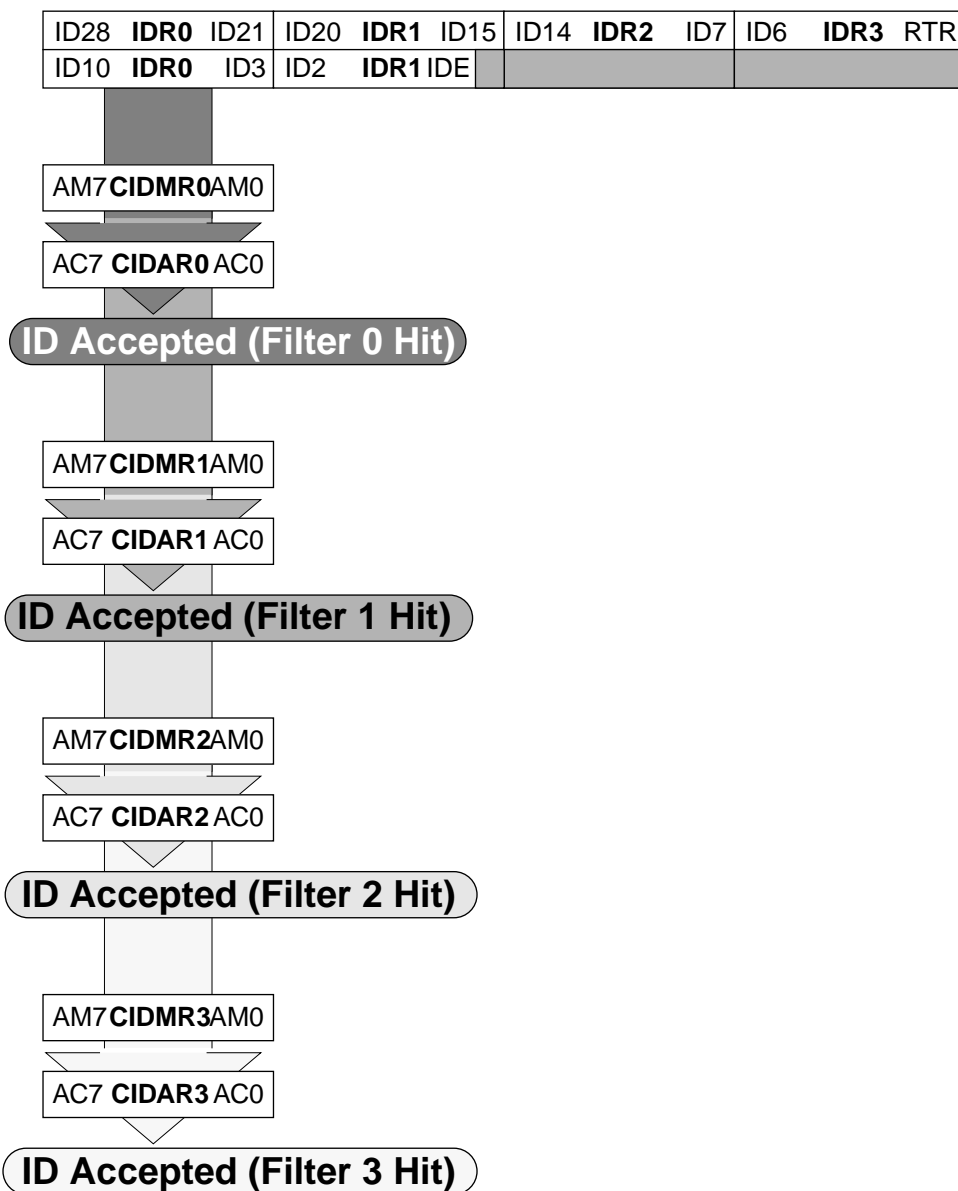 ID28 IDR0 ID21 ID20 IDR1 ID15 ID14 IDR2 ID7 ID6 IDR3 RTR
ID10 IDR0 ID3 ID2 IDR1 IDE
AM7 CIDMR0 AM0
AC7 CIDAR0 AC0
ID Accepted (Filter 0 Hit)
AM7 CIDMR1 AM0
AC7 CIDAR1 AC0
ID Accepted (Filter 1 Hit)
AM7 CIDMR2 AM0
AC7 CIDAR2 AC0
ID Accepted (Filter 2 Hit)
AM7 CIDMR3 AM0
AC7 CIDAR3 AC0
ID Accepted (Filter 3 Hit)